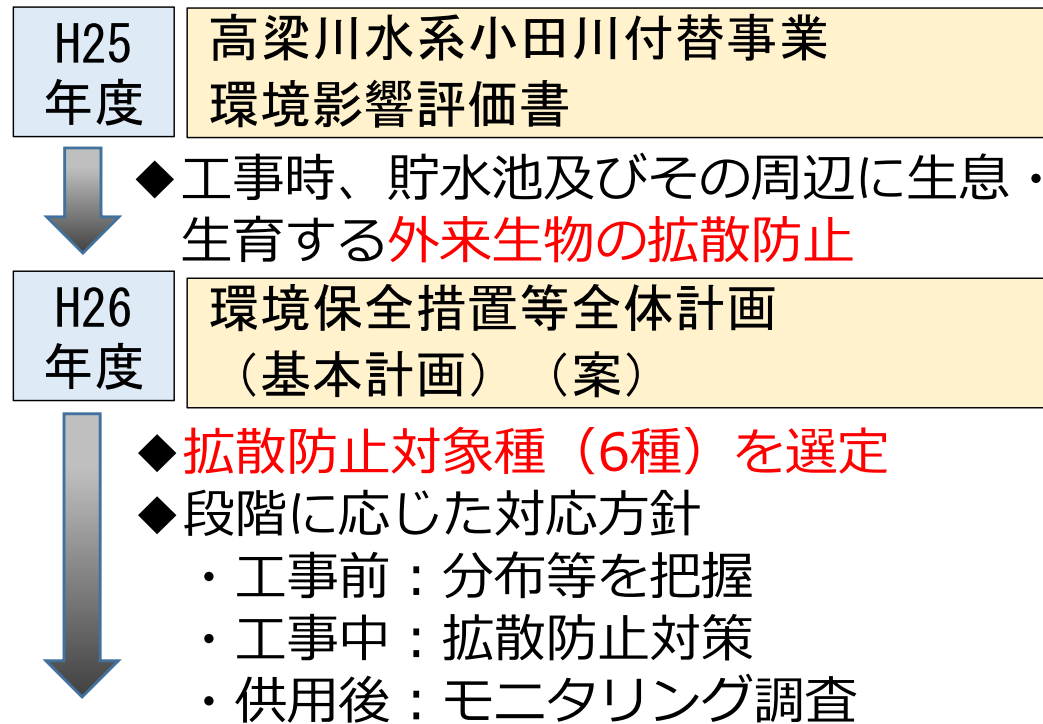 H25
年度
高梁川水系小田川付替事業
環境影響評価書
◆工事時、貯水池及びその周辺に生息・
生育する外来生物の拡散防止
H26
年度
環境保全措置等全体計画
（基本計画）（案）
◆拡散防止対象種（6種）を選定
◆段階に応じた対応方針
・工事前：分布等を把握
・工事中：拡散防止対策
・供用後：モニタリング調査